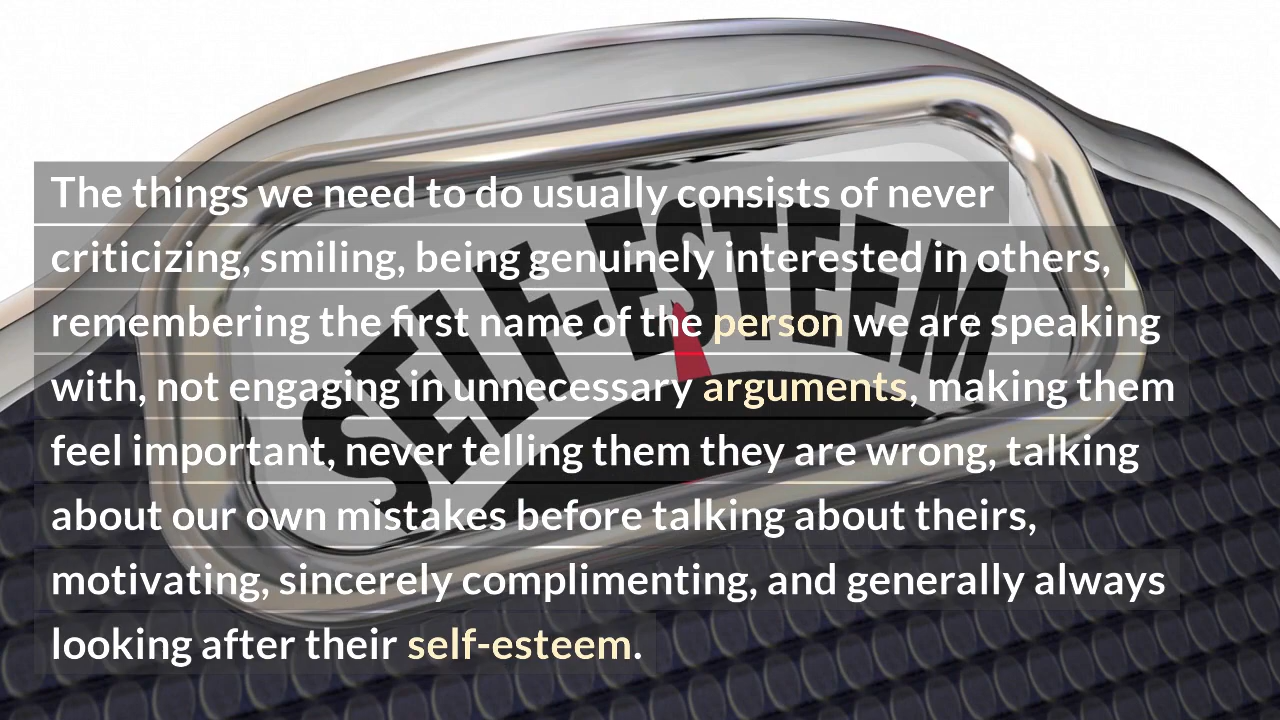 The things we need to do usually consists of never
criticizing, smiling, being genuinely interested in others,
remembering the first name of the person we are speaking
with, not engaging in unnecessary arguments, making them
feel important, never telling them they are wrong, talking
about our own mistakes before talking about theirs,
motivating, sincerely complimenting, and generally always
looking after their self-esteem.
SELF-ESTEEM